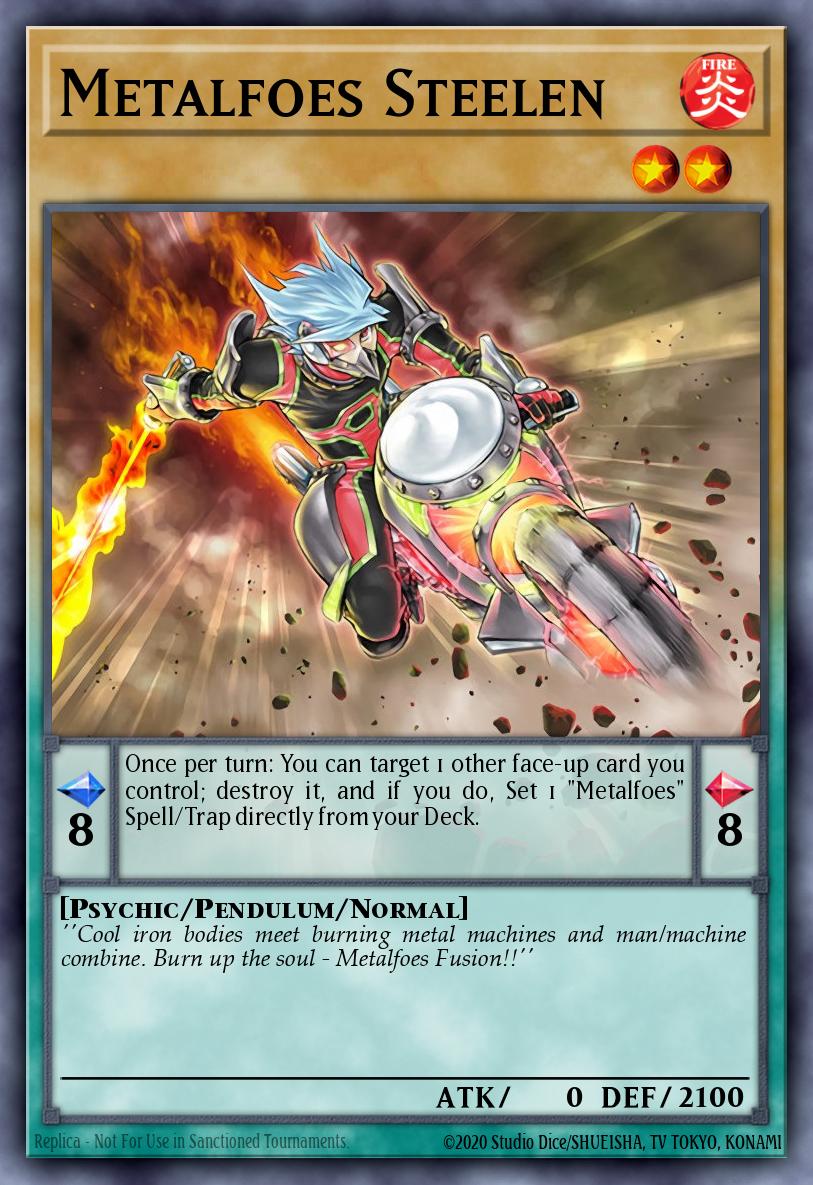 Metalfoes Steelen
FIRE
炎
Once per turn: You can target 1 other face-up card you
control; destroy it, and if you do, Set 1 "Metalfoes"
Spell/Trap directly from your Deck.
8
8
[Psychic/Pendulum/Normal]
''Cool iron bodies meet burning metal machines and man/machine
combine. Burn up the soul - Metalfoes Fusion!!''
ATK/ 0 DEF/ 2100
Replica - Not For Use in Sanctioned Tournaments.
©2020 Studio Dice/SHUEISHA, TV TOKYO, KONAMI